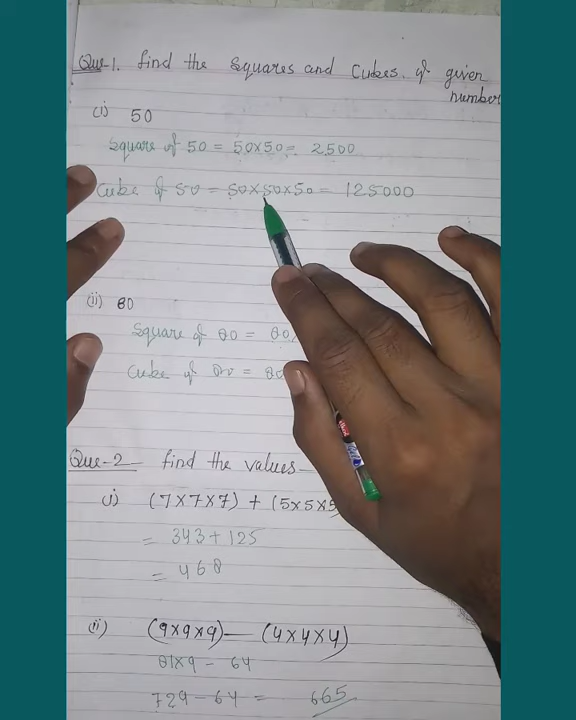 Que-1. find the squares and cubes of given
number
(i) 50
Square of 50 = 50×50 = 2500
Cube of 50 = 50×50×50 = 125000
(ii) 80
Square of 80 = 80
Cube of 80 = 80
Que-2 find the values
(i) (7×7×7) + (5×5×5
= 343 + 125
= 468
(ii) (9×9×9) — (4×4×4)
81×9 - 64
729 - 64 = 665